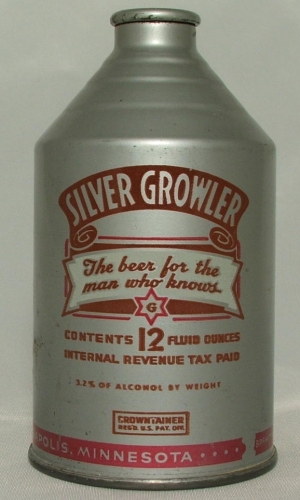 SILVER GROWLER
G D
The beer for the
man who knows
G
CONTENTS 12 FLUID OUNCES
INTERNAL REVENUE TAX PAID
3.2% OF ALCOHOL BY WEIGHT
CROWNTAINER
REG'D. U.S. PAT. OFF.
MINNESOTA